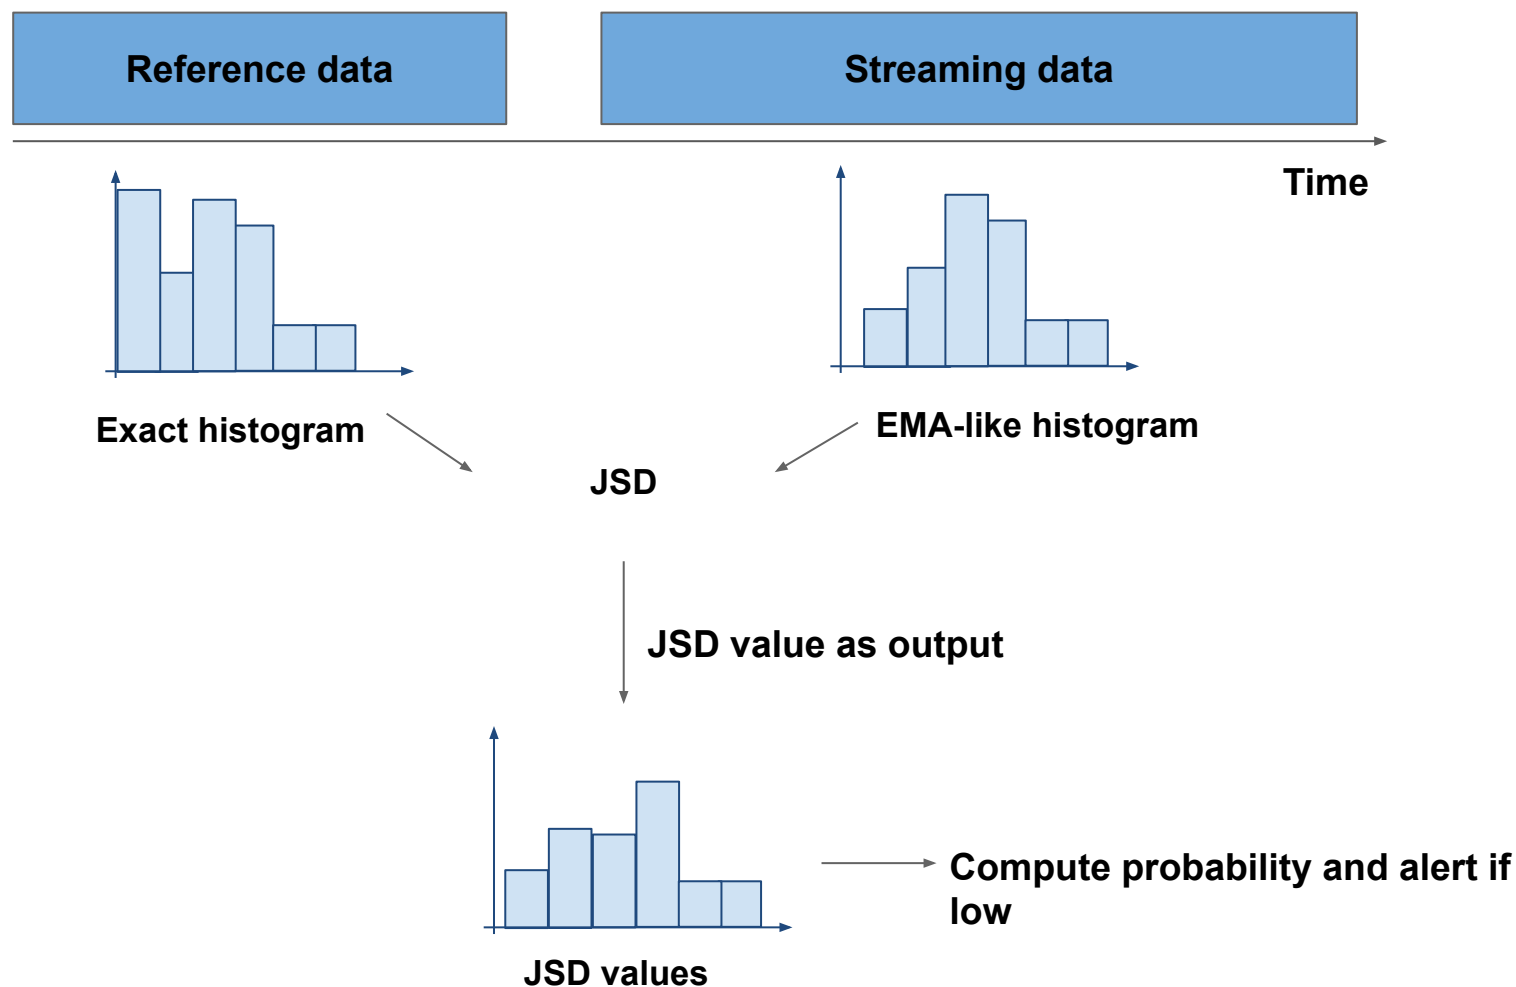 Reference data
Streaming data
Time
Exact histogram
EMA-like histogram
JSD
JSD value as output
Compute probability and alert if
low
JSD values